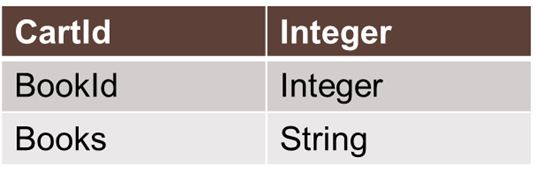 CartId Integer
BookId Integer
Books String